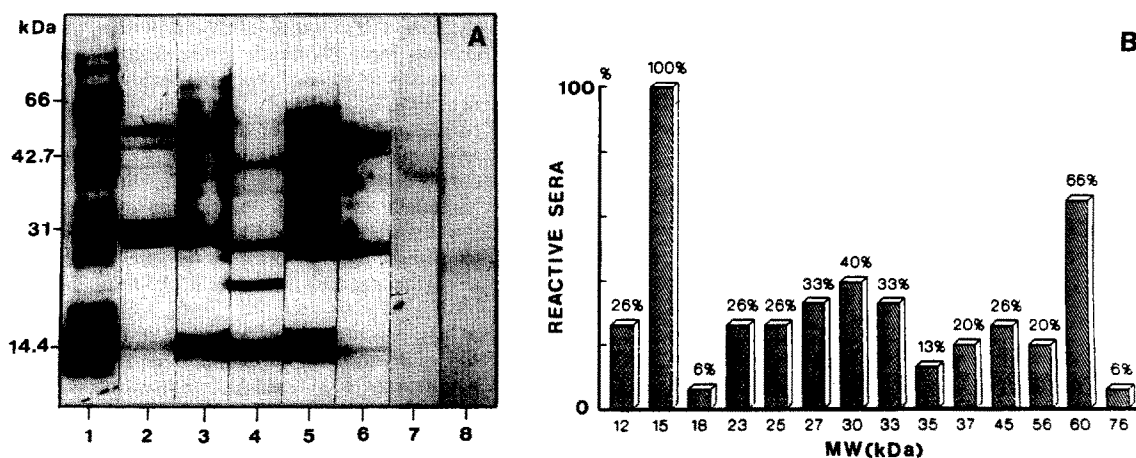 kDa
A
66
42.7
31
14.4
1 2 3 4 5 6 7 8
B
%
100
REACTIVE SERA
0
26% 100% 6% 26% 26% 33% 40% 33% 13% 20% 26% 20% 66% 6%
12 15 18 23 25 27 30 33 35 37 45 56 60 76
MW(kDa)